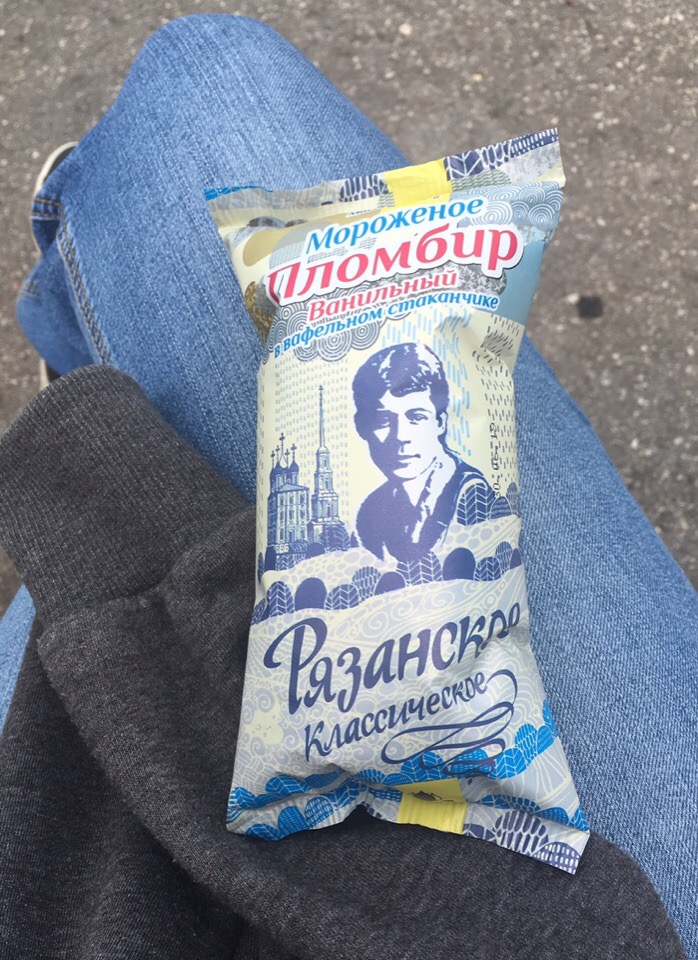 Мороженое
Пломбир
Ванильный
в вафельном стаканчике
Рязанское
классическое